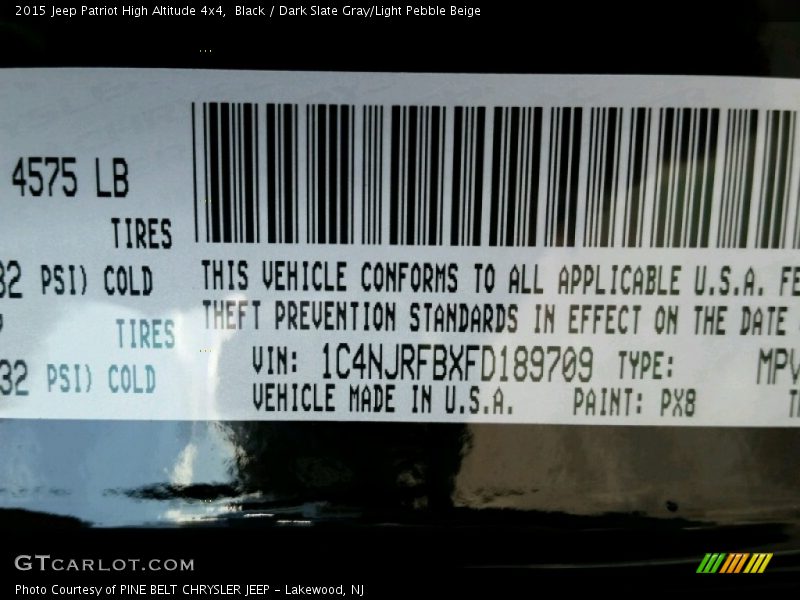 2015 Jeep Patriot High Altitude 4x4,  Black / Dark Slate Gray/Light Pebble Beige
4575 LB
TIRES
32 PSI) COLD
THIS VEHICLE CONFORMS TO ALL APPLICABLE U.S.A. FE
THEFT PREVENTION STANDARDS IN EFFECT ON THE DATE
TIRES
VIN: 1C4NJRFBXFD189709 TYPE: MPV
32 PSI) COLD
VEHICLE MADE IN U.S.A. PAINT: PX8
GTCARLOT.COM
Photo Courtesy of PINE BELT CHRYSLER JEEP - Lakewood, NJ